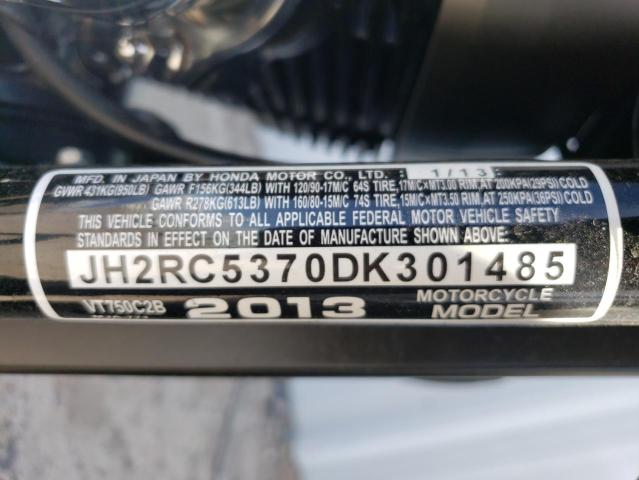 MFD. IN JAPAN BY HONDA MOTOR CO., LTD. 1/13
GVWR 431KG(950LB) GAWR F156KG(344LB) WITH 120/90-17M/C 64S TIRE,17M/C×MT3.00 RIM,AT 200KPA(29PSI)COLD
GAWR R278KG(613LB) WITH 160/80-15M/C 74S TIRE,15M/C×MT3.50 RIM,AT 250KPA(36PSI)COLD
THIS VEHICLE CONFORMS TO ALL APPLICABLE FEDERAL MOTOR VEHICLE SAFETY
STANDARDS IN EFFECT ON THE DATE OF MANUFACTURE SHOWN ABOVE.
JH2RC5370DK301485
VT750C2B 2013 MOTORCYCLE
MODEL